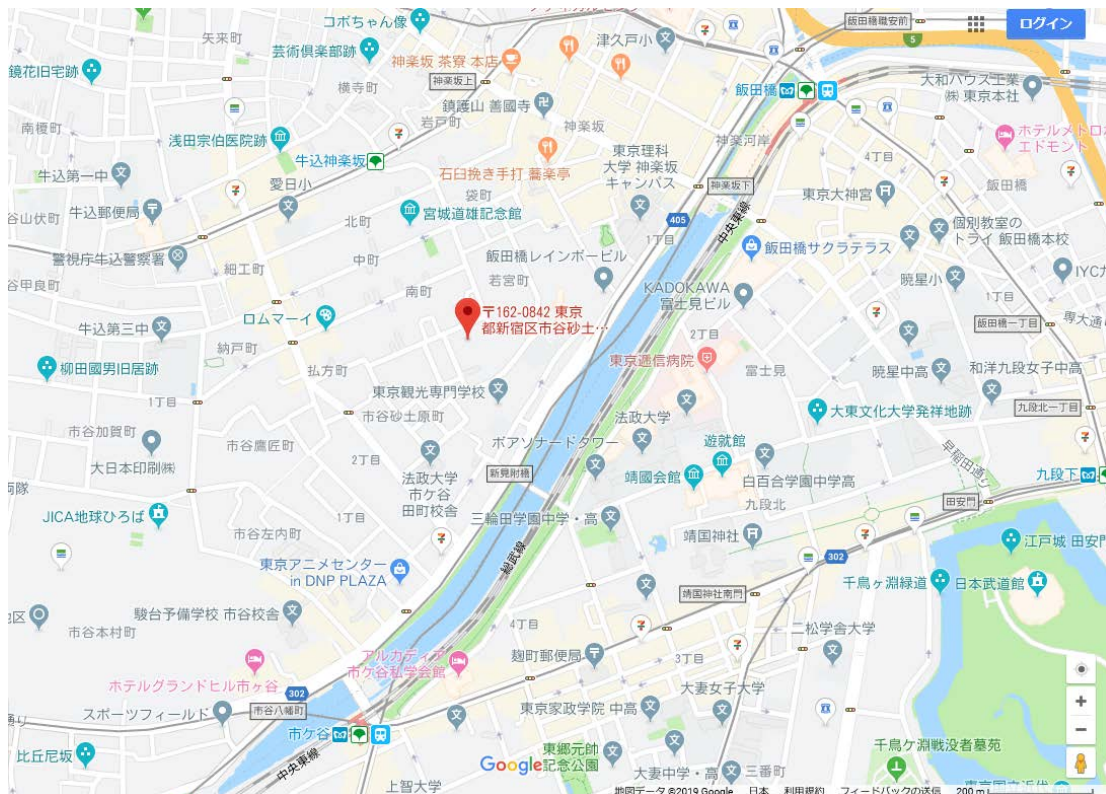 コボちゃん像
飯田橋職安前
ログイン
矢来町
芸術倶楽部跡
津久戸小
5
鏡花旧宅跡
神楽坂 茶寮 本店
神楽坂上
横寺町
飯田橋
大和ハウス工業
㈱ 東京本社
鎮護山 善國寺
南榎町
岩戸町
神楽坂
浅田宗伯医院跡
神楽河岸
4丁目
ホテルメトロポ
エドモント
牛込神楽坂
石臼挽き手打 蕎楽亭
東京理科
大学 神楽坂
キャンパス
牛込第一中
愛日小
袋町
神楽坂下
東京大神宮
飯田橋
谷山伏町
牛込郵便局
北町
宮城道雄記念館
405
中央東線
個別教室の
トライ 飯田橋本校
1丁目
飯田橋サクラテラス
警視庁牛込警察署
細工町
中町
飯田橋レインボービル
暁星小
IYC九
谷甲良町
南町
若宮町
KADOKAWA
富士見ビル
専大通り
ロムマーイ
〒162-0842 東京
都新宿区市谷砂土…
牛込第三中
飯田橋一丁目
納戸町
2丁目
柳田國男旧居跡
払方町
東京逓信病院
富士見
暁星中高
和洋九段女子中高
東京観光専門学校
1丁目
市谷砂土原町
法政大学
大東文化大学発祥地跡
九段北一丁目
市谷加賀町
市谷鷹匠町
ボアソナードタワー
遊就館
早稲田通り
大日本印刷㈱
2丁目
新見附橋
法政大学
市ケ谷
田町校舎
靖國会館
白百合学園中学高
九段下
九段北
田安門
JICA地球ひろば
1丁目
三輪田学園中学・高
市谷左内町
靖国神社
302
江戸城 田安門
東京アニメセンター
in DNP PLAZA
総武線
千鳥ヶ淵緑道
日本武道館
靖国神社南門
駿台予備学校 市谷校舎
4丁目
市谷本村町
二松学舎大学
麹町郵便局
3丁目
アルカディア
市ケ谷私学会館
ホテルグランドヒル市ヶ谷
大妻女子大学
302
スポーツフィールド
市谷八幡町
東京家政学院 中高
市ケ谷
比丘尼坂
東郷元帥
記念公園
千鳥ケ淵戦没者墓苑
中央東線
Google
上智大学
大妻中学・高
三番町
地図データ ©2019 Google
日本
利用規約
フィードバックの送信
200 m